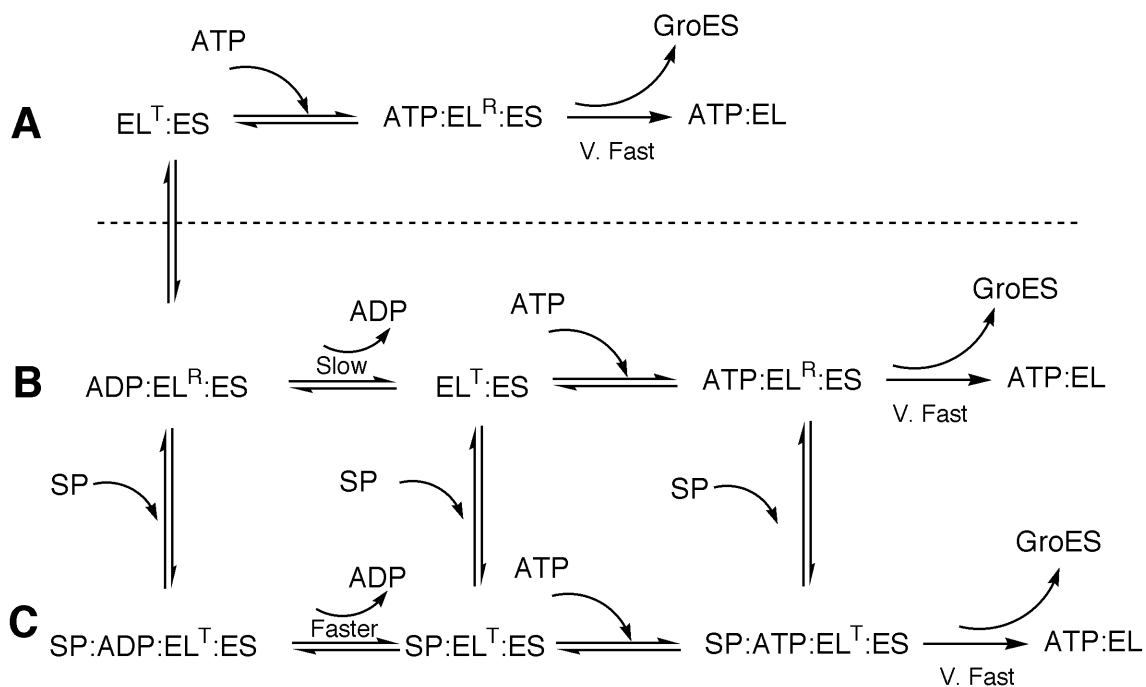 ATP
GroES
A
EL^T:ES
ATP:EL^R:ES
ATP:EL
V. Fast
ADP
ATP
GroES
Slow
B
ADP:EL^R:ES
EL^T:ES
ATP:EL^R:ES
ATP:EL
V. Fast
SP
SP
SP
ADP
ATP
GroES
Faster
C
SP:ADP:EL^T:ES
SP:EL^T:ES
SP:ATP:EL^T:ES
ATP:EL
V. Fast